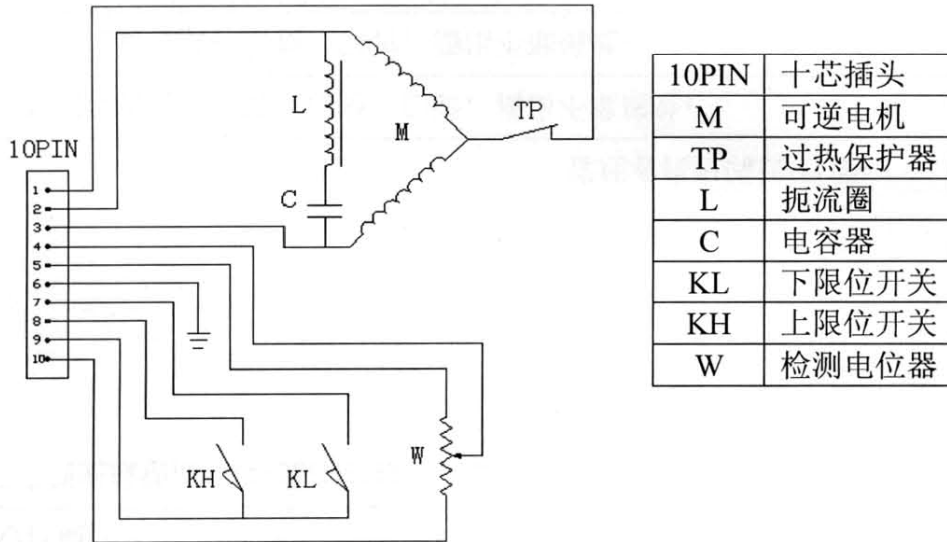 10PIN
1
2
3
4
5
6
7
8
9
10
L
C
M
TP
KH
KL
W
10PIN 十芯插头
M 可逆电机
TP 过热保护器
L 扼流圈
C 电容器
KL 下限位开关
KH 上限位开关
W 检测电位器